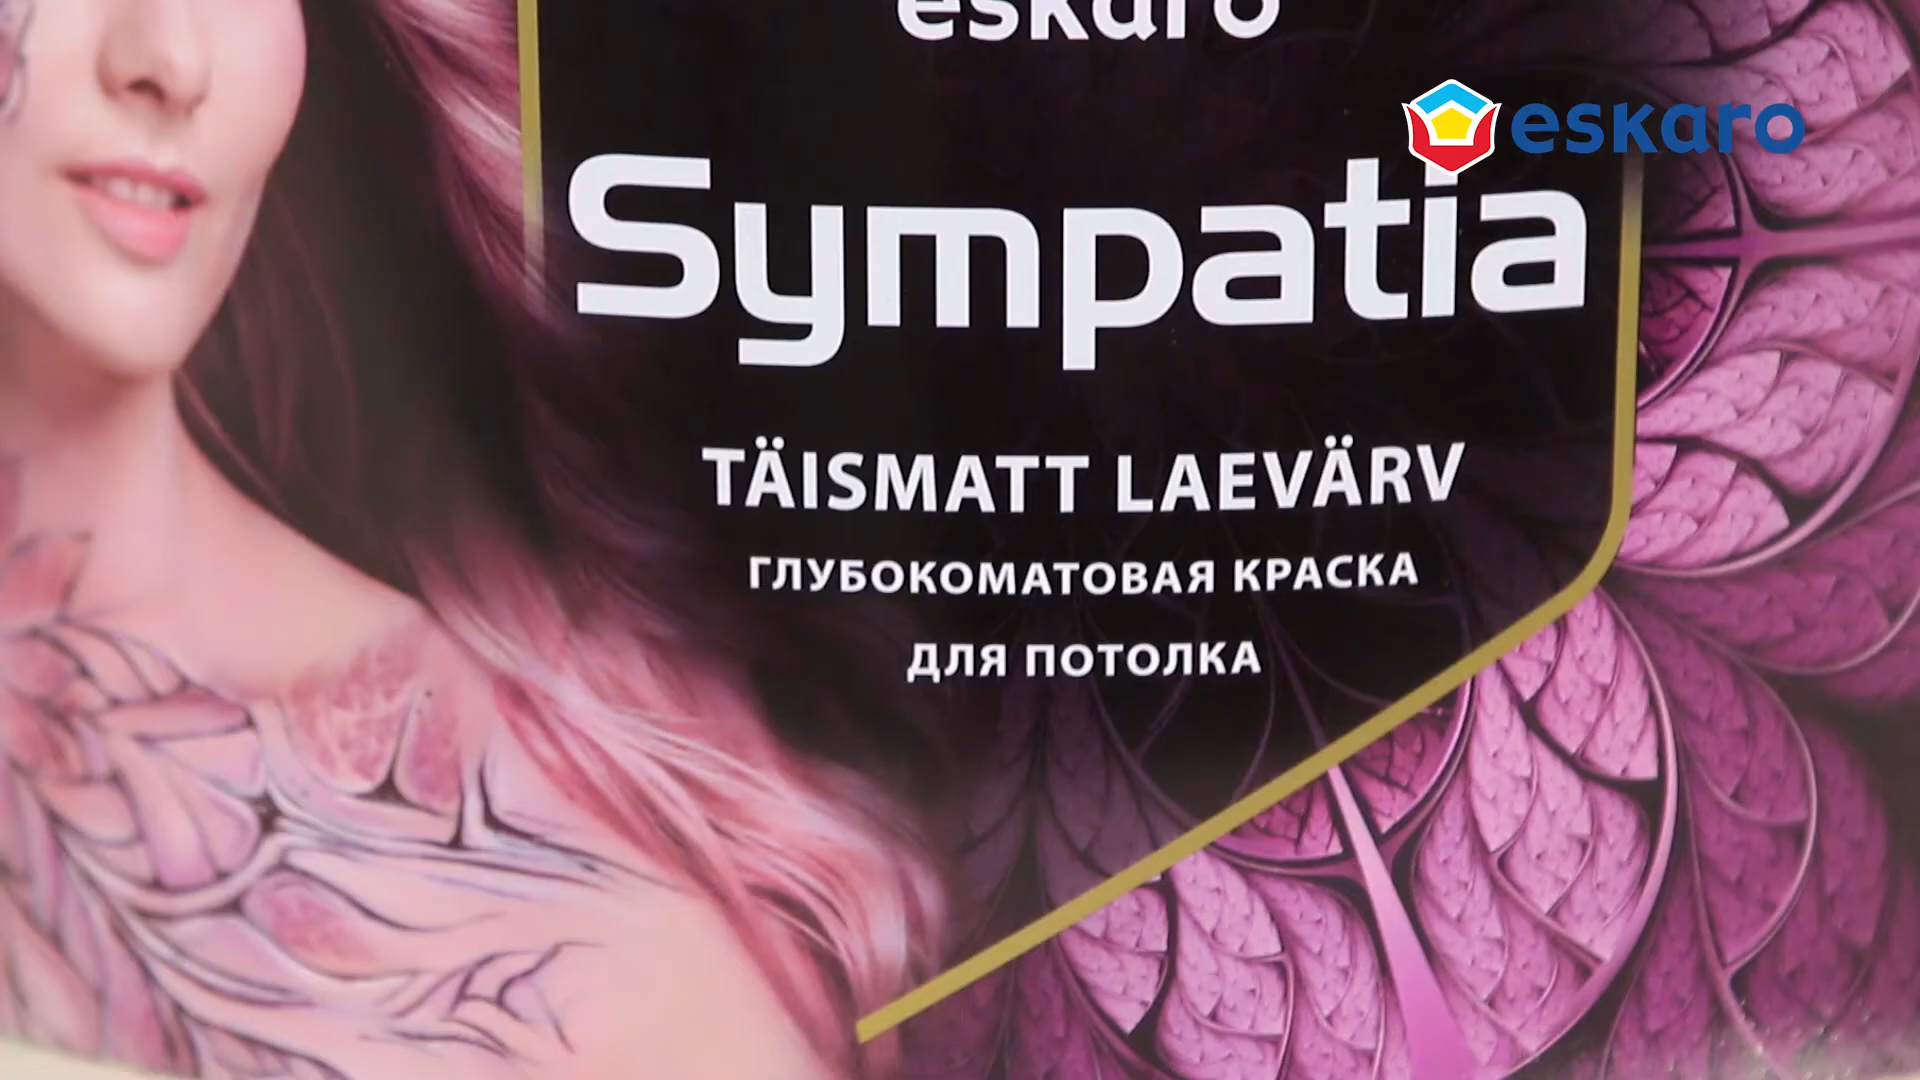 eskaro
eskaro
Sympatia
TÄISMATT LAEVÄRV
ГЛУБОКОМАТОВАЯ КРАСКА
ДЛЯ ПОТОЛКА